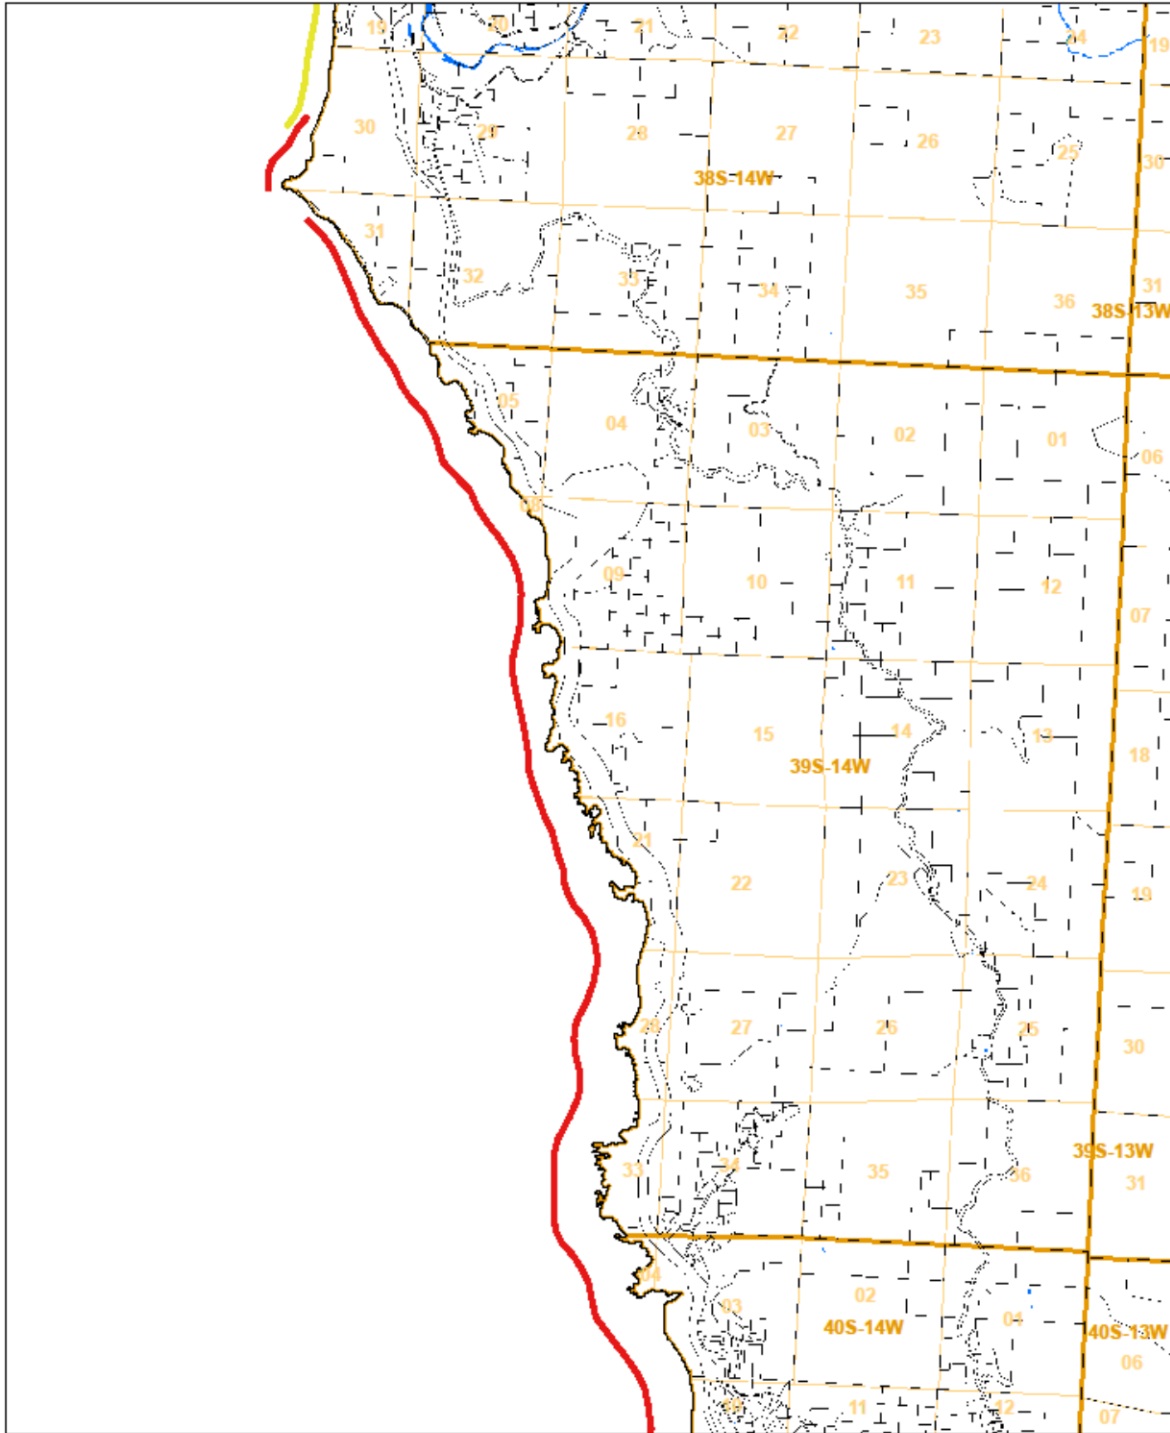 19 20 21 22 23 24 19
30 29 28 27 26 25 30
38S-14W
31 32 33 34 35 36 31
38S-13W
05 04 03 02 01 06
08 09 10 11 12 07
16 15 14 13 18
39S-14W
21 22 23 24 19
28 27 26 25 30
39S-13W
33 34 35 36 31
04 03 02 01
40S-14W 40S-13W
06
10 11 12 07